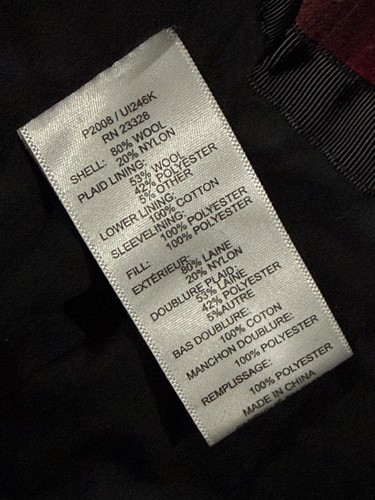 P2008 / UI246K
RN 23328
SHELL: 80% WOOL
20% NYLON
PLAID LINING:
53% WOOL
42% POLYESTER
5% OTHER
LOWER LINING:
100% COTTON
SLEEVELINING:
100% POLYESTER
FILL: 100% POLYESTER
EXTÉRIEUR:
80% LAINE
20% NYLON
DOUBLURE PLAID:
53% LAINE
42% POLYESTER
5%AUTRE
BAS DOUBLURE:
100% COTON
MANCHON DOUBLURE:
100% POLYESTER
REMPLISSAGE:
100% POLYESTER
MADE IN CHINA